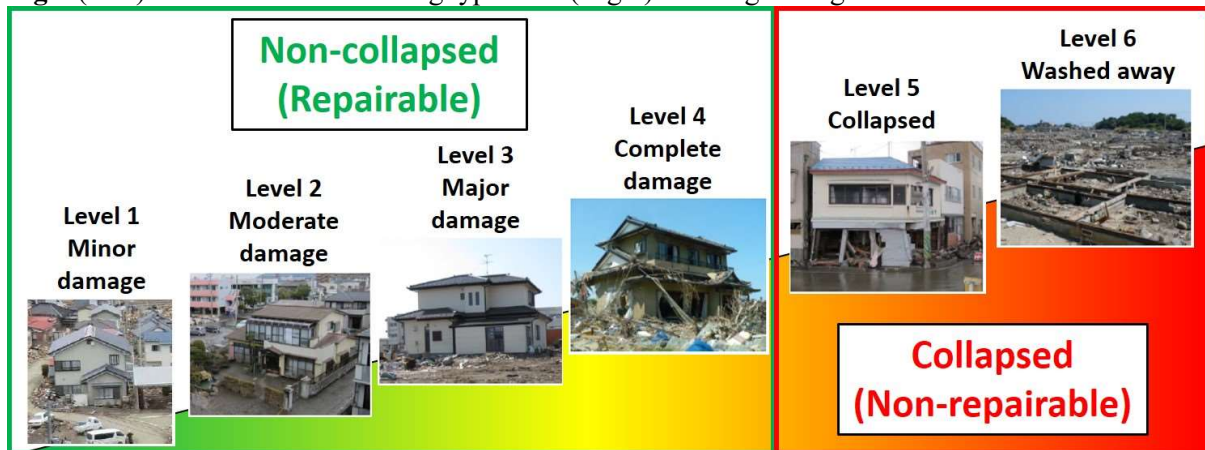 Non-collapsed
(Repairable)
Level 1
Minor
damage
Level 2
Moderate
damage
Level 3
Major
damage
Level 4
Complete
damage
Level 5
Collapsed
Level 6
Washed away
Collapsed
(Non-repairable)